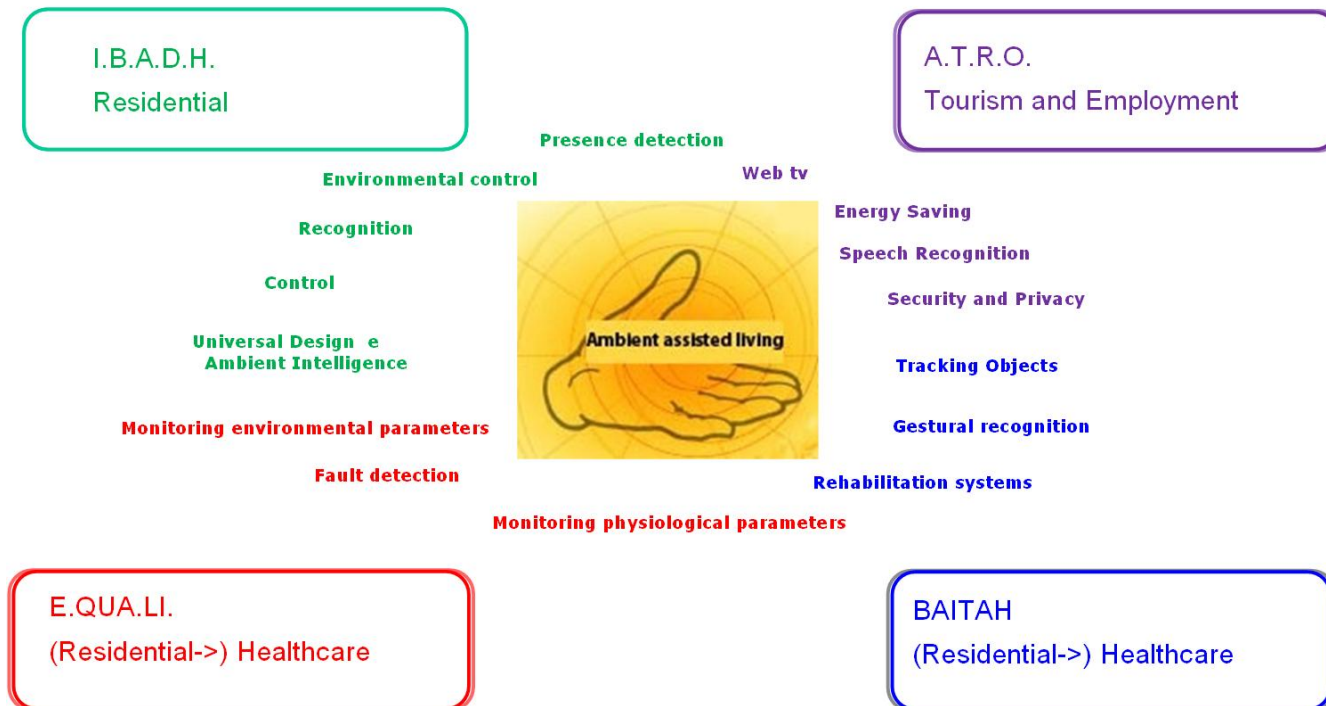 I.B.A.D.H.
Residential
A.T.R.O.
Tourism and Employment
Presence detection
Web tv
Environmental control
Energy Saving
Recognition
Speech Recognition
Control
Security and Privacy
Ambient assisted living
Universal Design e
Ambient Intelligence
Tracking Objects
Monitoring environmental parameters
Gestural recognition
Fault detection
Rehabilitation systems
Monitoring physiological parameters
E.QUA.LI.
(Residential->) Healthcare
BAITAH
(Residential->) Healthcare